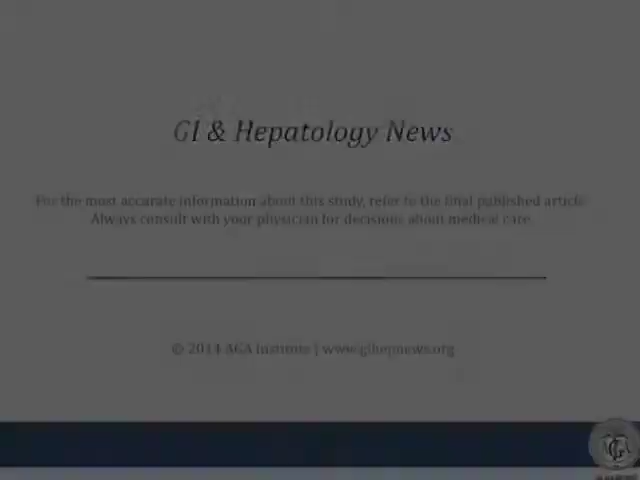 GI & Hepatology News
For the most accurate information about this study, refer to the final published article.
Always consult with your physician for decisions about medical care.
© 2014 AGA Institute | www.gihepnews.org